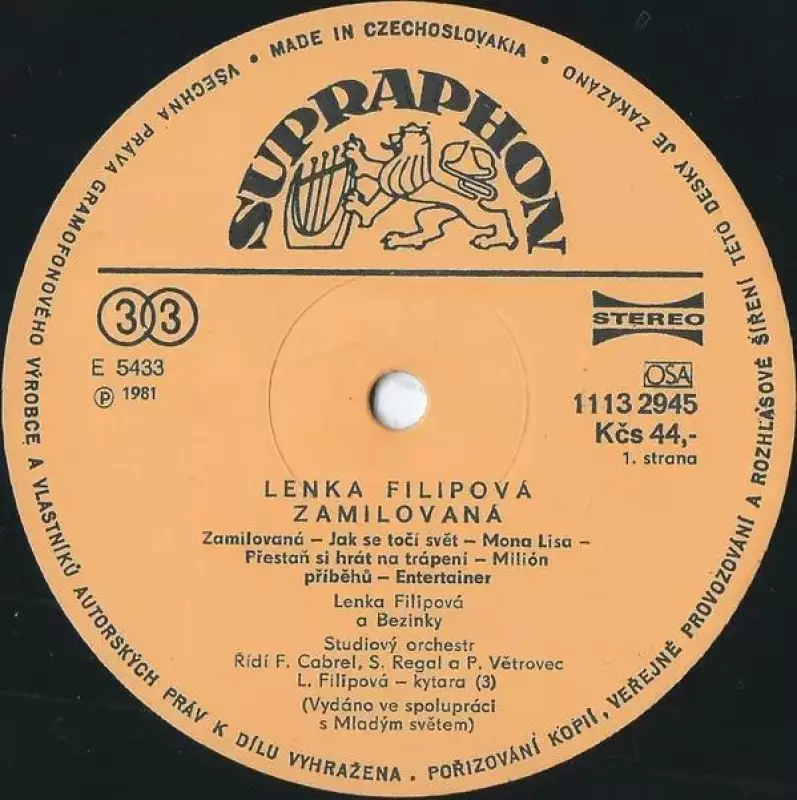 VŠECHNA PRÁVA GRAMOFONOVÉHO VÝROBCE A VLASTNÍKŮ AUTORSKÝCH PRÁV K DÍLU VYHRAŽENA . POŘIZOVÁNÍ KOPIÍ, VEŘEJNÉ PROVOZOVÁNÍ A ROZHLASOVÉ ŠÍŘENÍ TÉTO DESKY JE ZAKÁZÁNO
• MADE IN CZECHOSLOVAKIA •
SUPRAPHON
33
STEREO
E 5433
Ⓟ 1981
OSA
1113 2945
Kčs 44,-
1. strana
LENKA FILIPOVÁ
ZAMILOVANÁ
Zamilovaná – Jak se točí svět – Mona Lisa –
Přestaň si hrát na trápení – Milión
příběhů – Entertainer
Lenka Filipová
a Bezinky
Studiový orchestr
Řídí F. Cabrel, S. Regal a P. Větrovec
L. Filipová – kytara (3)
(Vydáno ve spolupráci
s Mladým světem)